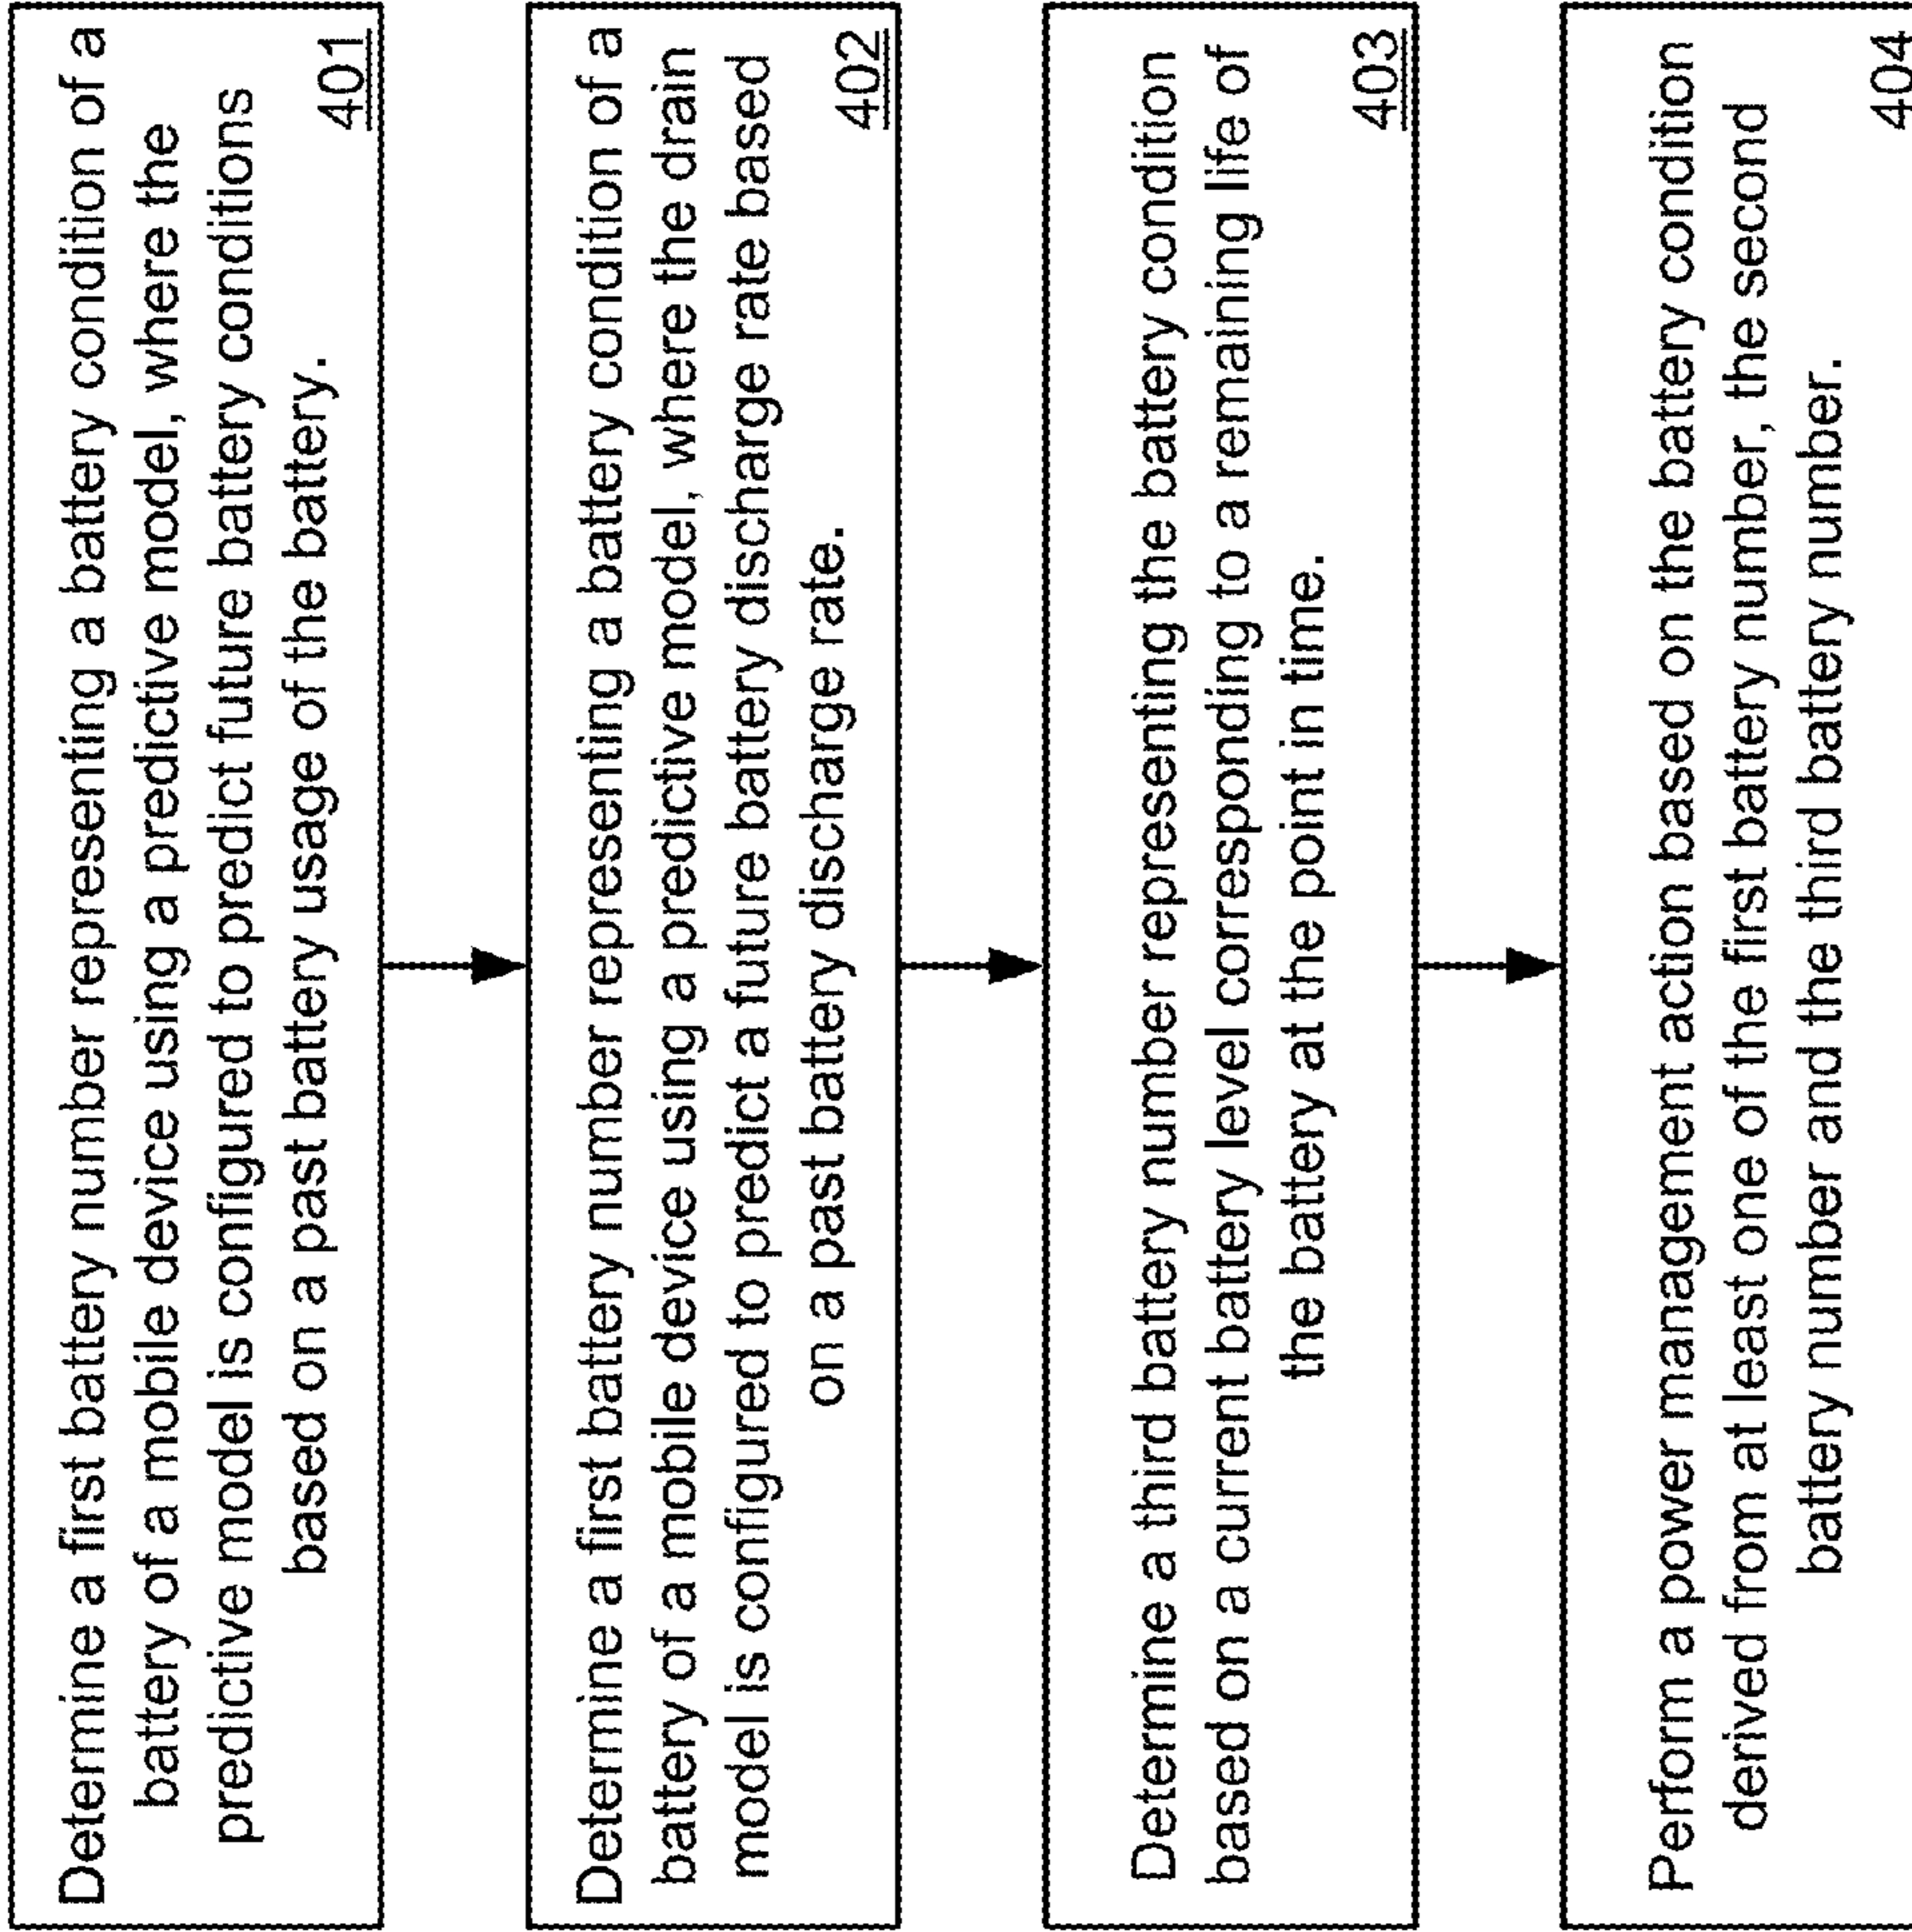 Determine a first battery number representing a battery condition of a
battery of a mobile device using a predictive model, where the
predictive model is configured to predict future battery conditions
based on a past battery usage of the battery.
401
Determine a first battery number representing a battery condition of a
battery of a mobile device using a predictive model, where the drain
model is configured to predict a future battery discharge rate based
on a past battery discharge rate.
402
Determine a third battery number representing the battery condition
based on a current battery level corresponding to a remaining life of
the battery at the point in time.
403
Perform a power management action based on the battery condition
derived from at least one of the first battery number, the second
battery number and the third battery number.
404